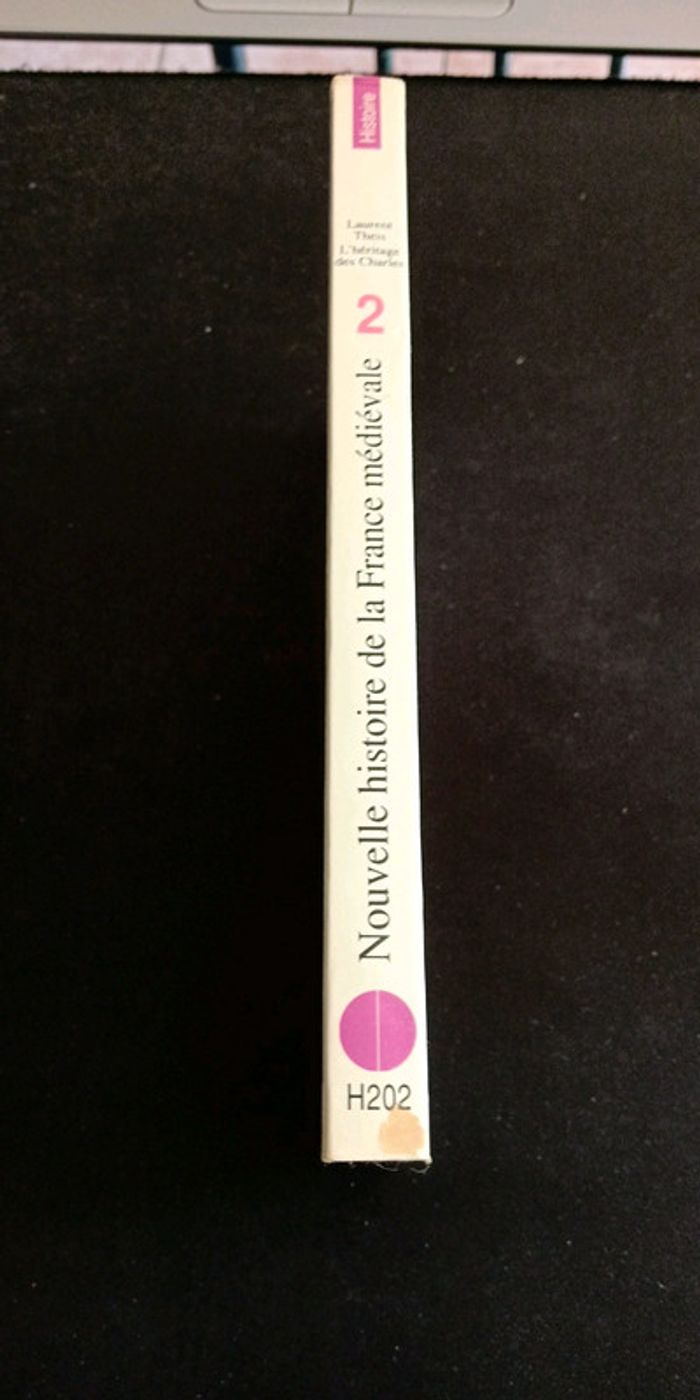 Histoire
Laurent
Theis
L'héritage
des Charles
2
Nouvelle histoire de la France médiévale
H202